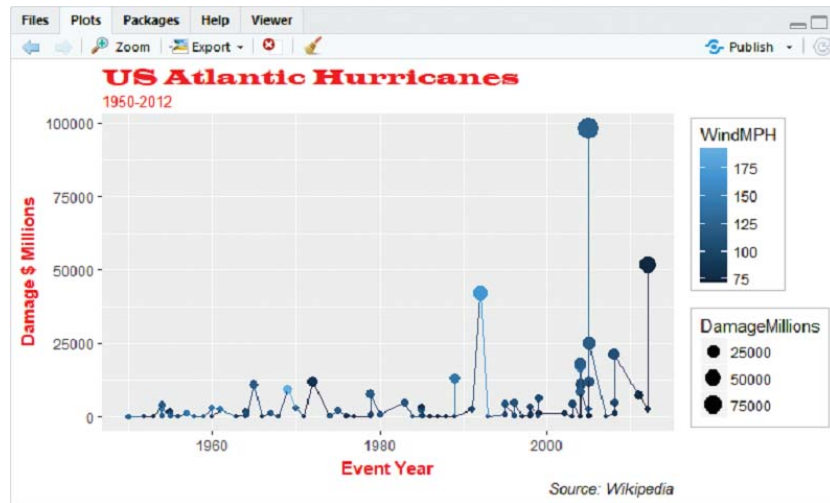 Files Plots Packages Help Viewer
Zoom Export Publish
US Atlantic Hurricanes
1950-2012
100000
75000
50000
25000
0
Damage $ Millions
1960 1980 2000
Event Year
Source: Wikipedia
WindMPH
175
150
125
100
75
DamageMillions
25000
50000
75000